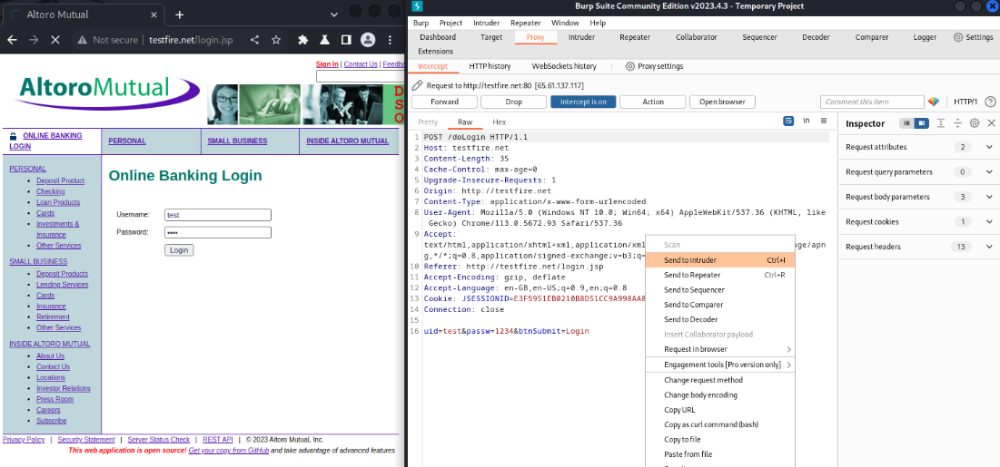 Altoro Mutual
Not secure | testfire.net/login.jsp
Sign In | Contact Us | Feedba
AltoroMutual
D
S
O
ONLINE BANKING
LOGIN
PERSONAL
SMALL BUSINESS
INSIDE ALTORO MUTUAL
PERSONAL
Deposit Product
Checking
Loan Products
Cards
Investments &
Insurance
Other Services
SMALL BUSINESS
Deposit Products
Lending Services
Cards
Insurance
Retirement
Other Services
INSIDE ALTORO MUTUAL
About Us
Contact Us
Locations
Investor Relations
Press Room
Careers
Subscribe
Online Banking Login
Username: test
Password: ••••
Login
Privacy Policy | Security Statement | Server Status Check | REST API | © 2023 Altoro Mutual, Inc.
This web application is open source! Get your copy from GitHub and take advantage of advanced features
Burp Suite Community Edition v2023.4.3 - Temporary Project
Burp Project Intruder Repeater Window Help
Dashboard Target Proxy Intruder Repeater Collaborator Sequencer Decoder Comparer Logger Settings
Extensions
Intercept HTTP history WebSockets history Proxy settings
Request to http://testfire.net:80 [65.61.137.117]
Forward Drop Intercept is on Action Open browser Comment this item HTTP/1
Pretty Raw Hex \n
1 POST /doLogin HTTP/1.1
2 Host: testfire.net
3 Content-Length: 35
4 Cache-Control: max-age=0
5 Upgrade-Insecure-Requests: 1
6 Origin: http://testfire.net
7 Content-Type: application/x-www-form-urlencoded
8 User-Agent: Mozilla/5.0 (Windows NT 10.0; Win64; x64) AppleWebKit/537.36 (KHTML, like
Gecko) Chrome/113.0.5672.93 Safari/537.36
9 Accept:
text/html,application/xhtml+xml,application/xml
ge/apn
g,*/*;q=0.8,application/signed-exchange;v=b3;q=
10 Referer: http://testfire.net/login.jsp
11 Accept-Encoding: gzip, deflate
12 Accept-Language: en-GB,en-US;q=0.9,en;q=0.8
13 Cookie: JSESSIONID=E3F5951EB0210B8D51CC9A998AA8
14 Connection: close
15
16 uid=test&passw=1234&btnSubmit=Login
Scan
Send to Intruder Ctrl+I
Send to Repeater Ctrl+R
Send to Sequencer
Send to Comparer
Send to Decoder
Insert Collaborator payload
Request in browser
Engagement tools [Pro version only]
Change request method
Change body encoding
Copy URL
Copy as curl command (bash)
Copy to file
Paste from file
Inspector
Request attributes 2
Request query parameters 0
Request body parameters 3
Request cookies 1
Request headers 13